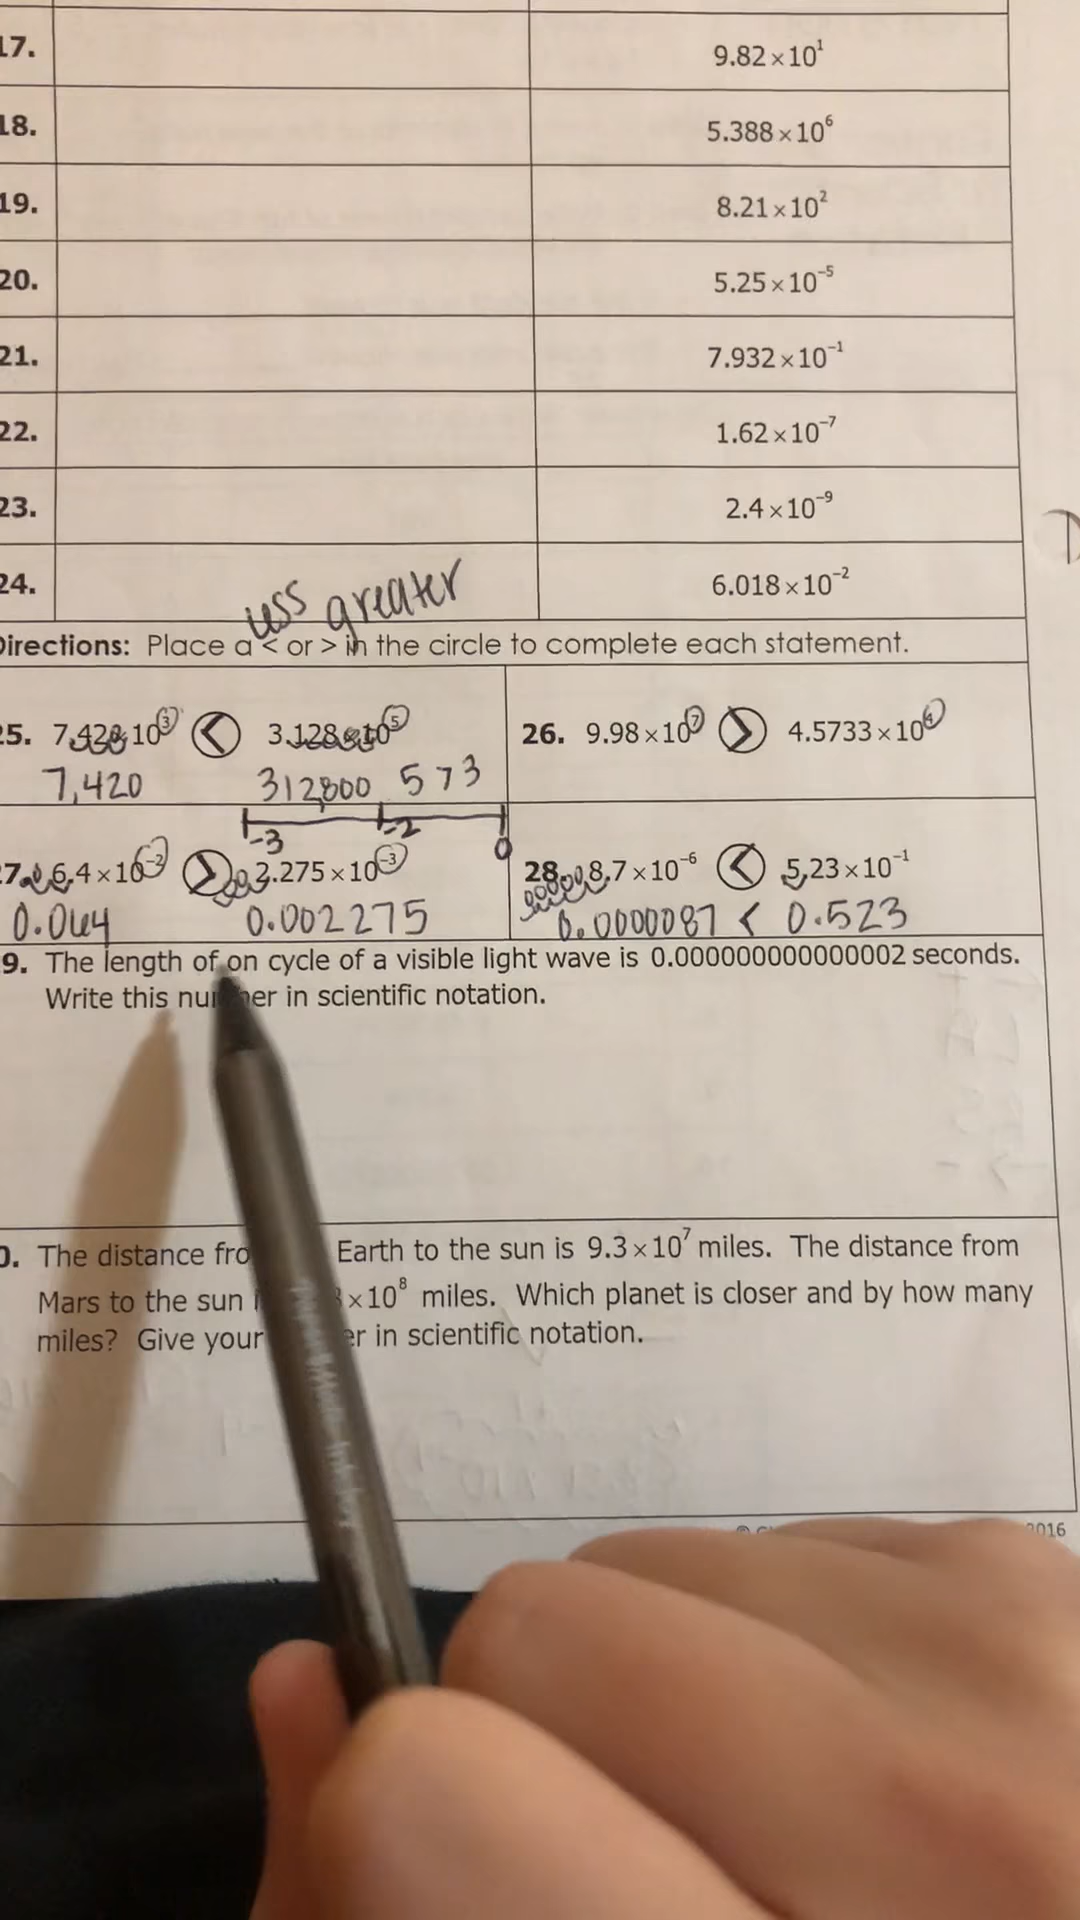 17. 9.82×10¹
18. 5.388×10⁶
19. 8.21×10²
20. 5.25×10⁻⁵
21. 7.932×10⁻¹
22. 1.62×10⁻⁷
23. 2.4×10⁻⁹
24. 6.018×10⁻²
less greater
Directions: Place a < or > in the circle to complete each statement.
25. 7.42×10³ < 3.128×10⁵
7,420 312,800 573
26. 9.98×10⁷ > 4.5733×10⁴
-3 -2 0
27. 6.4×10⁻² > 2.275×10⁻³
0.064 0.002275
28. 8.7×10⁻⁶ < 5.23×10⁻¹
0.0000087 < 0.523
9. The length of on cycle of a visible light wave is 0.000000000000002 seconds.
Write this number in scientific notation.
0. The distance Earth to the sun is 9.3×10⁷ miles. The distance from
Mars to the sun ×10⁸ miles. Which planet is closer and by how many
miles? Give your in scientific notation.
2016